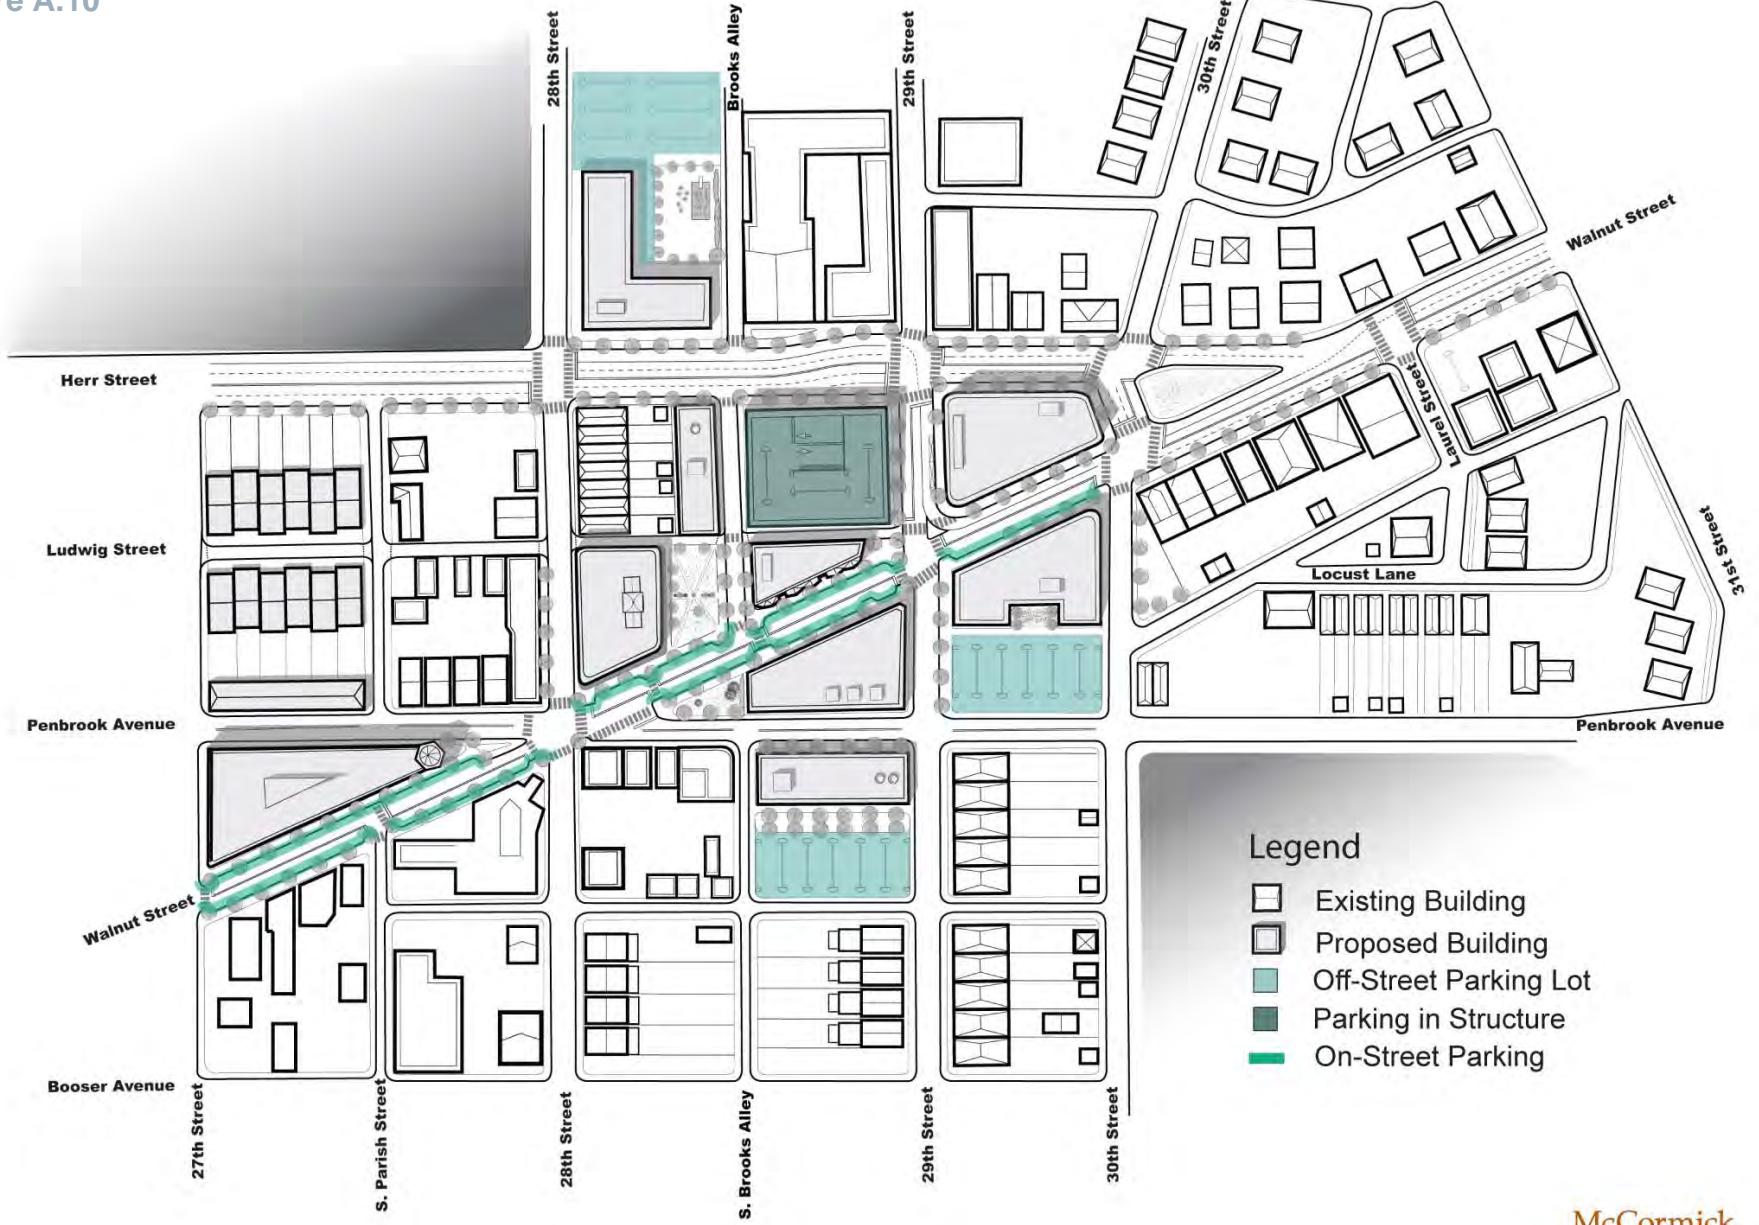 e A.10
28th Street
Brooks Alley
29th Street
30th Street
Walnut Street
Herr Street
Laurel Street
Ludwig Street
31st Street
Locust Lane
Penbrook Avenue
Penbrook Avenue
Legend
Existing Building
Proposed Building
Off-Street Parking Lot
Parking in Structure
On-Street Parking
Walnut Street
Booser Avenue
27th Street
S. Parish Street
28th Street
S. Brooks Alley
29th Street
30th Street
McCormick